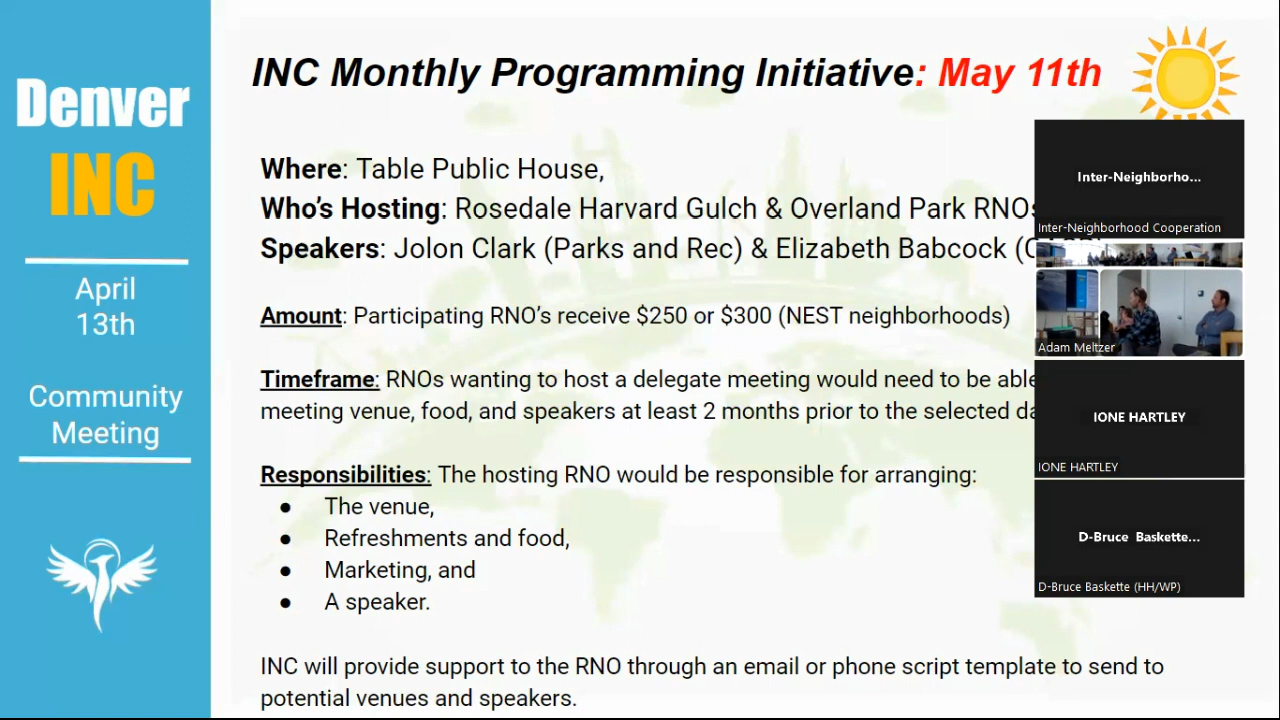 Denver
INC
April
13th
Community
Meeting
INC Monthly Programming Initiative: May 11th
Where: Table Public House,
Who's Hosting: Rosedale Harvard Gulch & Overland Park RNOs
Speakers: Jolon Clark (Parks and Rec) & Elizabeth Babcock (
Amount: Participating RNO's receive $250 or $300 (NEST neighborhoods)
Timeframe: RNOs wanting to host a delegate meeting would need to be able
meeting venue, food, and speakers at least 2 months prior to the selected
Responsibilities: The hosting RNO would be responsible for arranging:
● The venue,
● Refreshments and food,
● Marketing, and
● A speaker.
INC will provide support to the RNO through an email or phone script template to send to
potential venues and speakers.
Inter-Neighborho...
Inter-Neighborhood Cooperation
Adam Meltzer
IONE HARTLEY
IONE HARTLEY
D-Bruce Baskette...
D-Bruce Baskette (HH/WP)